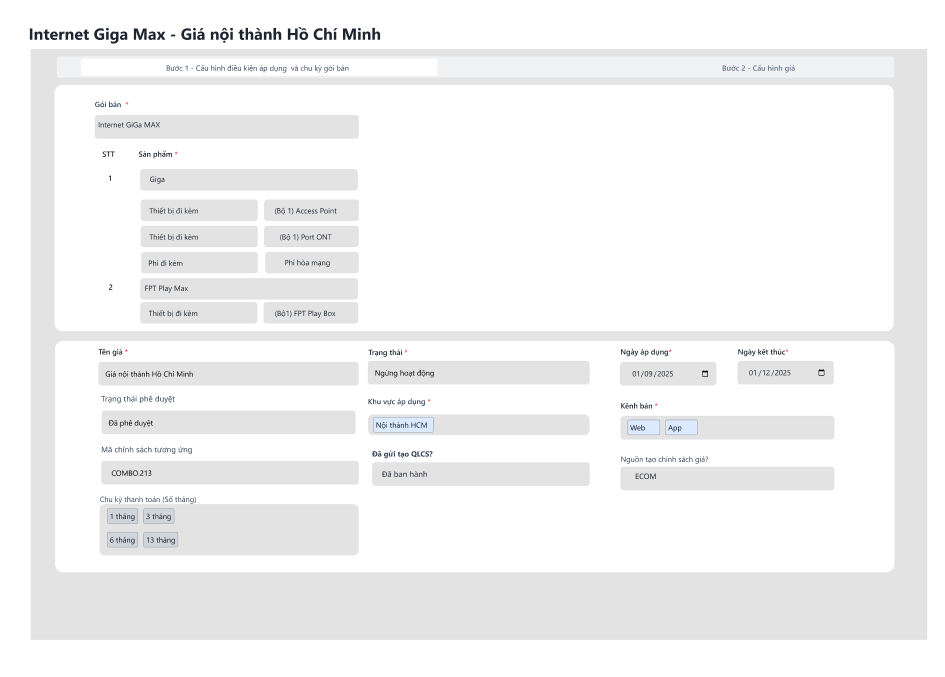 Internet Giga Max - Giá nội thành Hồ Chí Minh
Bước 1 - Cấu hình điều kiện áp dụng và chu kỳ gói bán
Bước 2 - Cấu hình giá
Gói bán *
Internet GiGa MAX
STT Sản phẩm *
1 Giga
Thiết bị đi kèm (Bộ 1) Access Point
Thiết bị đi kèm (Bộ 1) Port ONT
Phí đi kèm Phí hòa mạng
2 FPT Play Max
Thiết bị đi kèm (Bộ1) FPT Play Box
Tên giá * Trạng thái * Ngày áp dụng* Ngày kết thúc*
Giá nội thành Hồ Chí Minh Ngừng hoạt động 01/09/2025 01/12/2025
Trạng thái phê duyệt Khu vực áp dụng * Kênh bán *
Đã phê duyệt Nội thành HCM Web App
Mã chính sách tương ứng Đã gửi tạo QLCS? Nguồn tạo chính sách giá?
COMBO.213 Đã ban hành ECOM
Chu kỳ thanh toán (Số tháng)
1 tháng 3 tháng
6 tháng 13 tháng